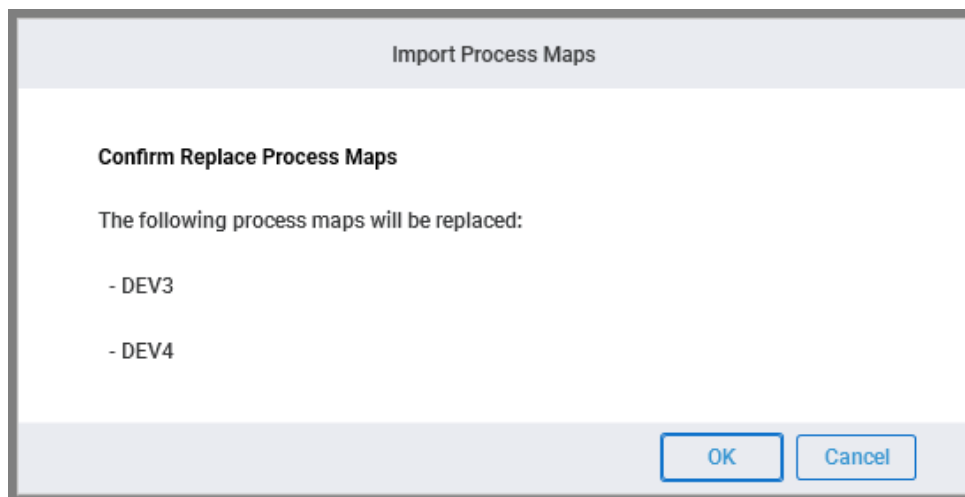 Import Process Maps
Confirm Replace Process Maps
The following process maps will be replaced:
- DEV3
- DEV4
OK Cancel